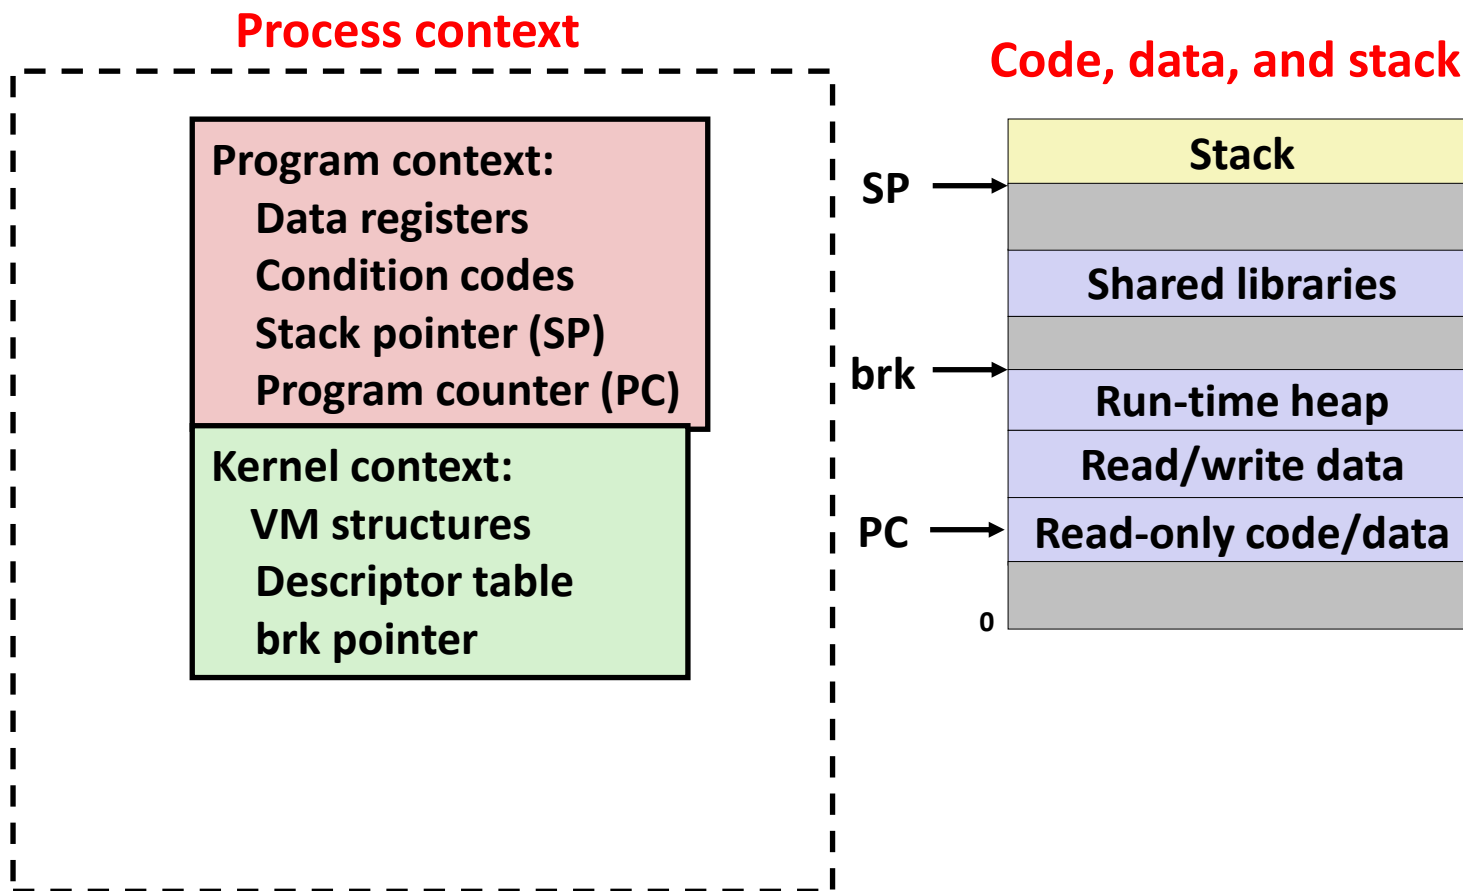 Process context
Program context:
Data registers
Condition codes
Stack pointer (SP)
Program counter (PC)
Kernel context:
VM structures
Descriptor table
brk pointer
Code, data, and stack
Stack
SP
Shared libraries
brk
Run-time heap
Read/write data
PC
Read-only code/data
0